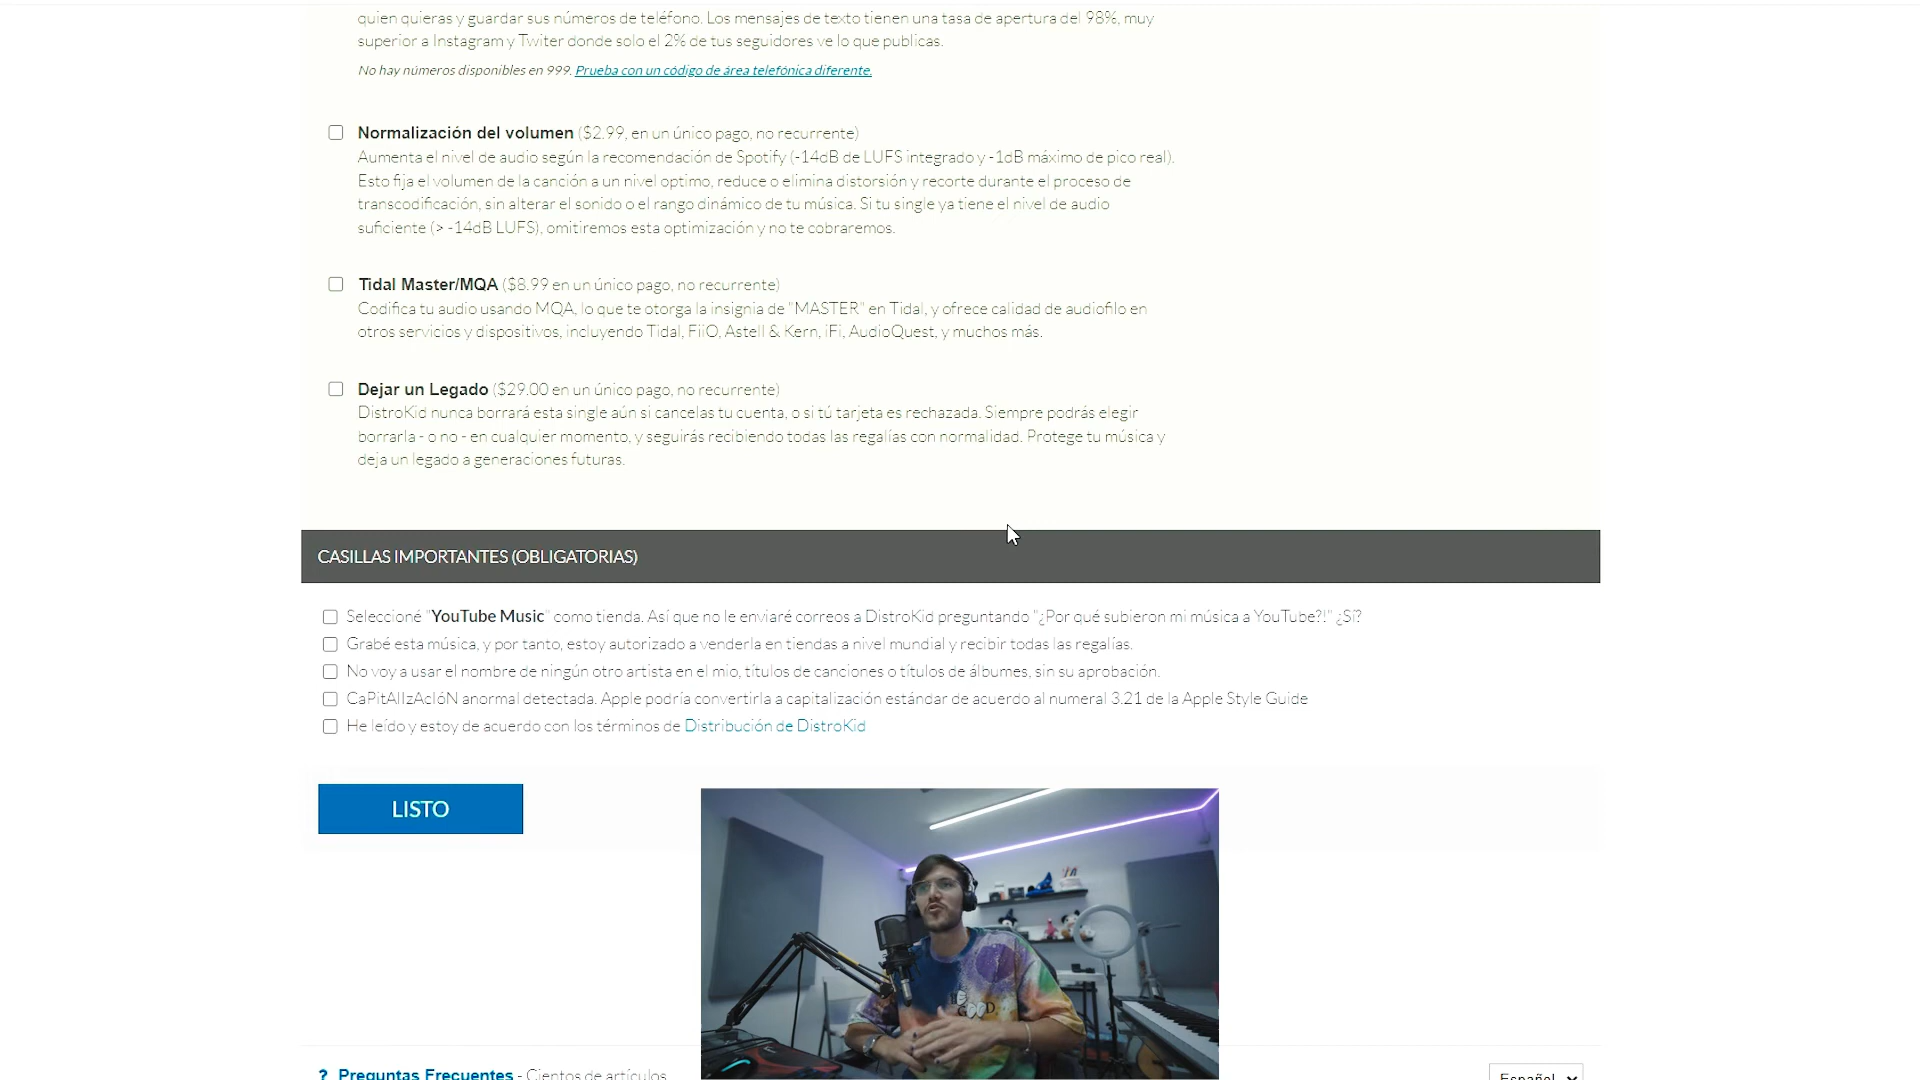 quien quieras y guardar sus números de teléfono. Los mensajes de texto tienen una tasa de apertura del 98%, muy
superior a Instagram y Twiter donde solo el 2% de tus seguidores ve lo que publicas.
No hay números disponibles en 999. Prueba con un código de área telefónica diferente.
Normalización del volumen ($2.99, en un único pago, no recurrente)
Aumenta el nivel de audio según la recomendación de Spotify (-14dB de LUFS integrado y -1dB máximo de pico real).
Esto fija el volumen de la canción a un nivel optimo, reduce o elimina distorsión y recorte durante el proceso de
transcodificación, sin alterar el sonido o el rango dinámico de tu música. Si tu single ya tiene el nivel de audio
suficiente (> -14dB LUFS), omitiremos esta optimización y no te cobraremos.
Tidal Master/MQA ($8.99 en un único pago, no recurrente)
Codifica tu audio usando MQA, lo que te otorga la insignia de "MASTER" en Tidal, y ofrece calidad de audiofilo en
otros servicios y dispositivos, incluyendo Tidal, FiiO, Astell & Kern, iFi, AudioQuest, y muchos más.
Dejar un Legado ($29.00 en un único pago, no recurrente)
DistroKid nunca borrará esta single aún si cancelas tu cuenta, o si tú tarjeta es rechazada. Siempre podrás elegir
borrarla - o no - en cualquier momento, y seguirás recibiendo todas las regalías con normalidad. Protege tu música y
deja un legado a generaciones futuras.
CASILLAS IMPORTANTES (OBLIGATORIAS)
Seleccioné "YouTube Music" como tienda. Así que no le enviaré correos a DistroKid preguntando "¿Por qué subieron mi música a YouTube?!" ¿Sí?
Grabé esta música, y por tanto, estoy autorizado a venderla en tiendas a nivel mundial y recibir todas las regalías.
No voy a usar el nombre de ningún otro artista en el mio, títulos de canciones o títulos de álbumes, sin su aprobación.
CaPitAlIzAcIóN anormal detectada. Apple podría convertirla a capitalización estándar de acuerdo al numeral 3.21 de la Apple Style Guide
He leído y estoy de acuerdo con los términos de Distribución de DistroKid
LISTO
GOOD
? Preguntas Frecuentes - Cientos de artículos
Español